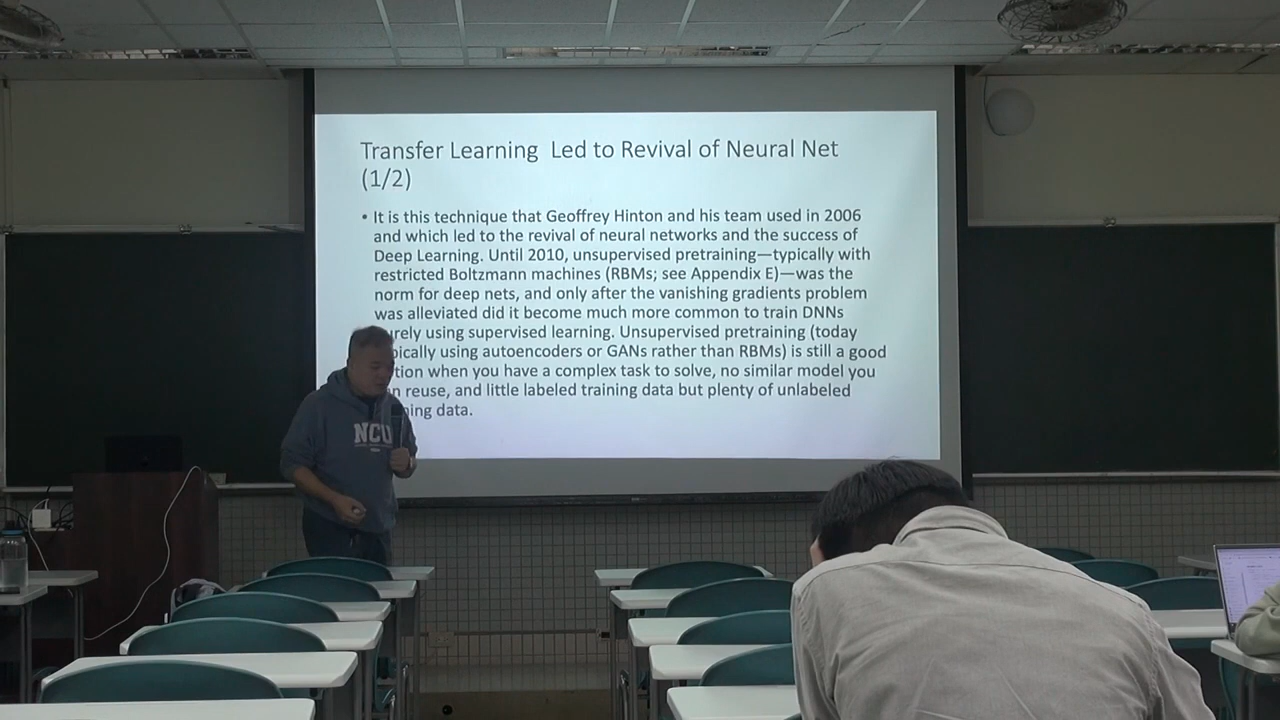 Transfer Learning Led to Revival of Neural Net
(1/2)
• It is this technique that Geoffrey Hinton and his team used in 2006
and which led to the revival of neural networks and the success of
Deep Learning. Until 2010, unsupervised pretraining—typically with
restricted Boltzmann machines (RBMs; see Appendix E)—was the
norm for deep nets, and only after the vanishing gradients problem
was alleviated did it become much more common to train DNNs
using supervised learning. Unsupervised pretraining (today
using autoencoders or GANs rather than RBMs) is still a good
when you have a complex task to solve, no similar model you
reuse, and little labeled training data but plenty of unlabeled
data.
NCU